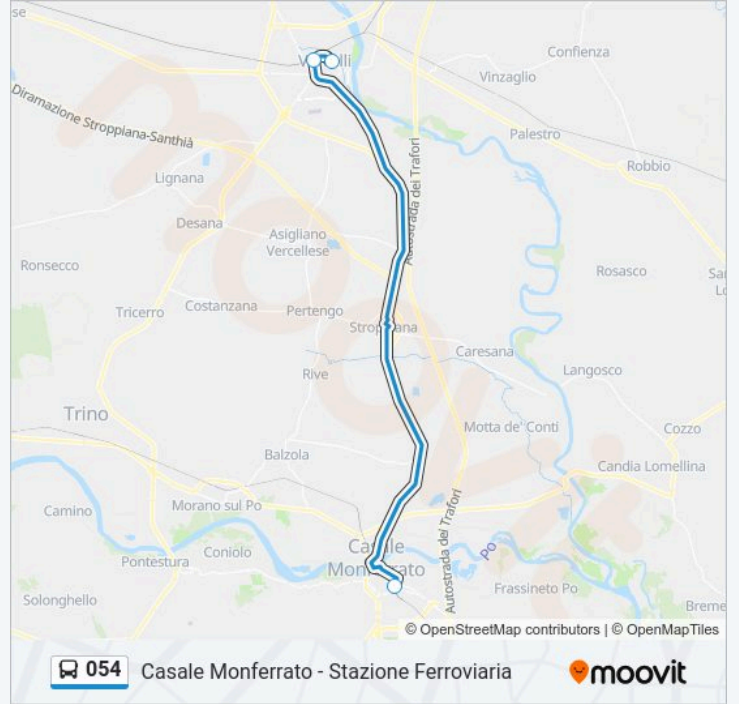 se
Confienza
Vinzaglio
Diramazione Stroppiana-Santhià
Palestro
Robbio
Lignana
Autostrada dei Trafori
Desana
Asigliano
Vercellese
Ronsecco
Rosasco
Costanzana
Tricerro
Pertengo
Stroppiana
Caresana
Rive
Langosco
Trino
Motta de' Conti
Cozzo
Balzola
Candia Lomellina
Camino
Morano sul Po
Autostrada dei Trafori
Casale
Monferrato
Po
Coniolo
Pontestura
Frassineto Po
Solonghello
Breme
© OpenStreetMap contributors | © OpenMapTiles
054 Casale Monferrato - Stazione Ferroviaria
moovit